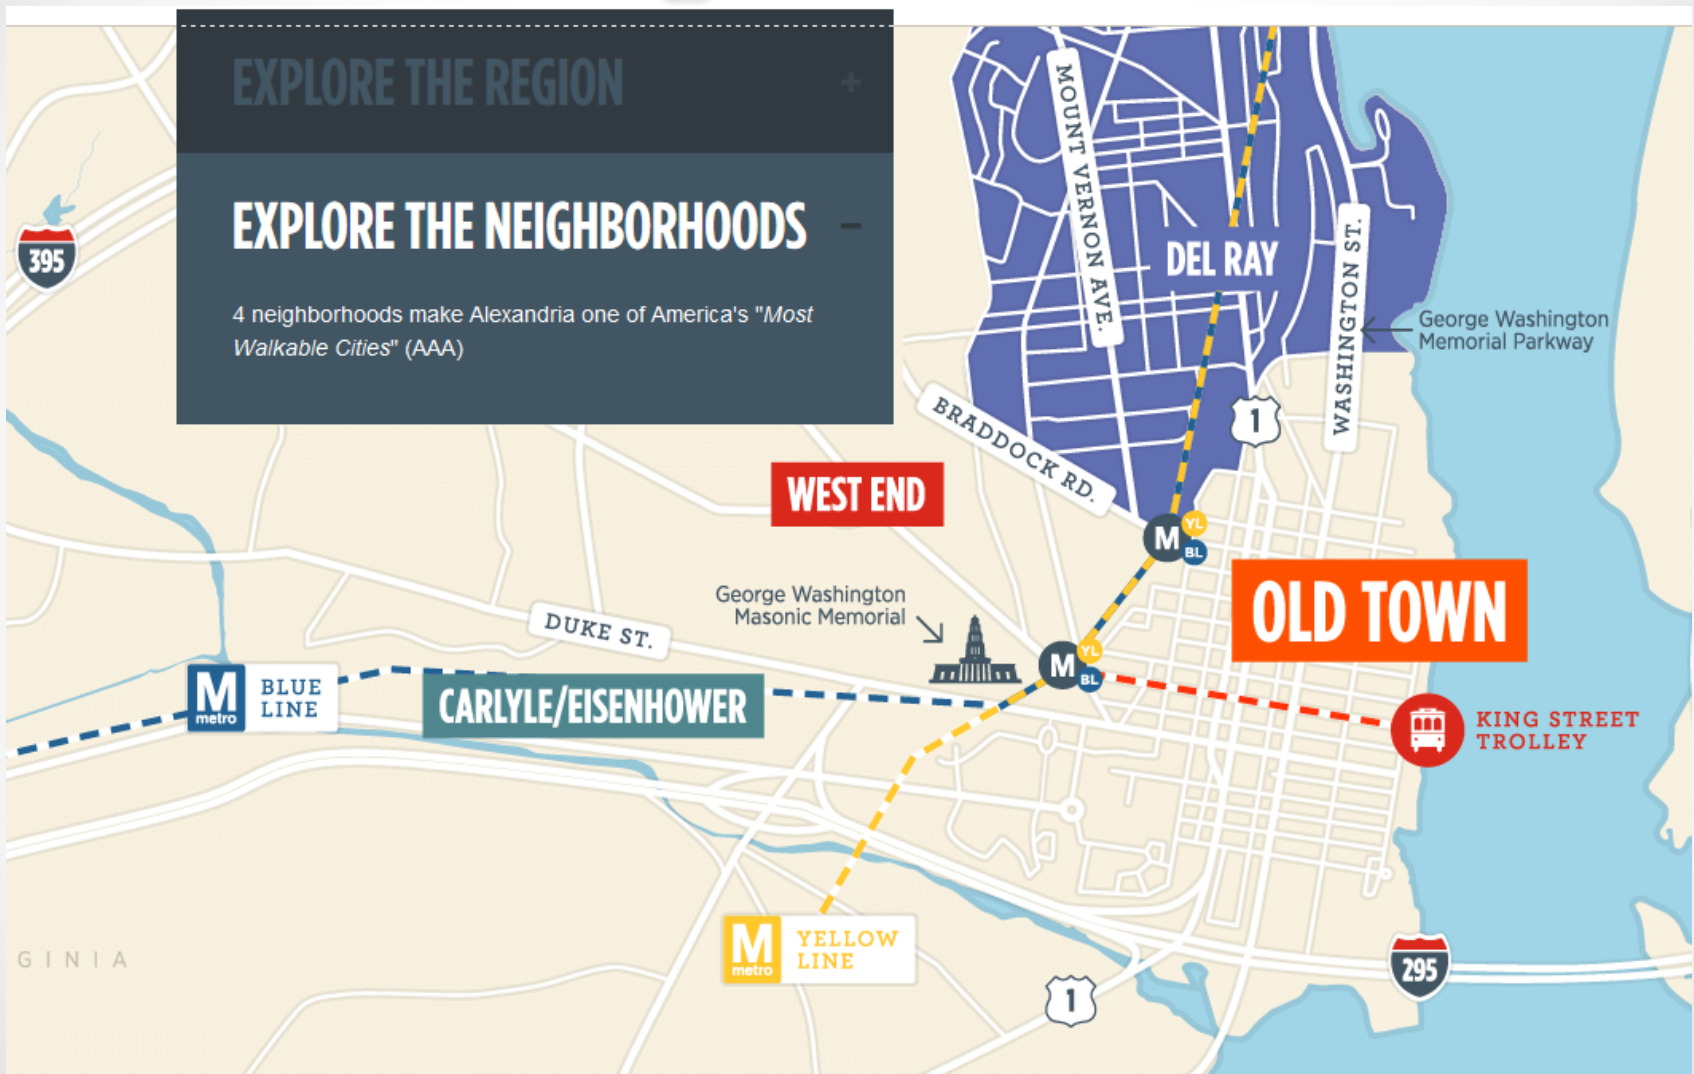 EXPLORE THE REGION +
EXPLORE THE NEIGHBORHOODS –
4 neighborhoods make Alexandria one of America's "Most
Walkable Cities" (AAA)
395
MOUNT VERNON AVE.
DEL RAY
WASHINGTON ST.
George Washington
Memorial Parkway
BRADDOCK RD.
1
WEST END
M
YL
BL
OLD TOWN
George Washington
Masonic Memorial
DUKE ST.
M
YL
BL
M
metro
BLUE
LINE
CARLYLE/EISENHOWER
KING STREET
TROLLEY
M
metro
YELLOW
LINE
GINIA
295
1